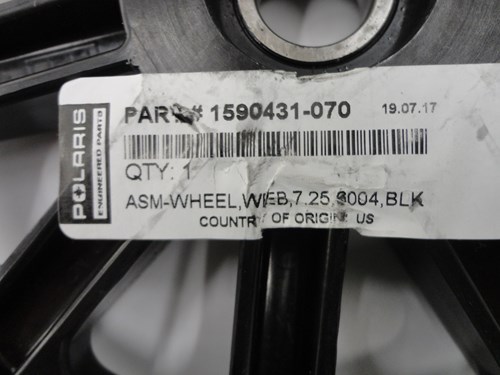 POLARIS
ENGINEERED PARTS
PART # 1590431-070 19.07.17
QTY: 1
ASM-WHEEL,WEB,7.25,6004,BLK
COUNTRY OF ORIGIN: US